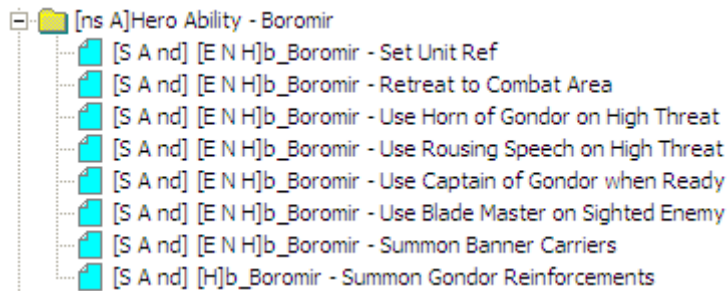 [ns A]Hero Ability - Boromir
[S A nd] [E N H]b_Boromir - Set Unit Ref
[S A nd] [E N H]b_Boromir - Retreat to Combat Area
[S A nd] [E N H]b_Boromir - Use Horn of Gondor on High Threat
[S A nd] [E N H]b_Boromir - Use Rousing Speech on High Threat
[S A nd] [E N H]b_Boromir - Use Captain of Gondor when Ready
[S A nd] [E N H]b_Boromir - Use Blade Master on Sighted Enemy
[S A nd] [E N H]b_Boromir - Summon Banner Carriers
[S A nd] [H]b_Boromir - Summon Gondor Reinforcements